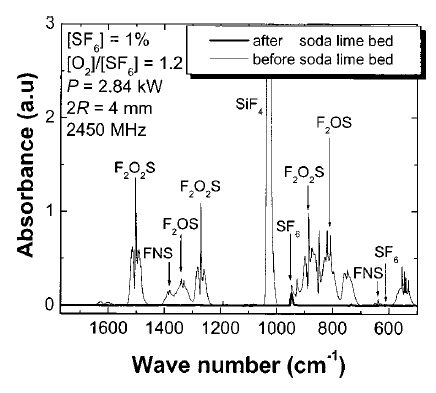 [SF6] = 1%
[O2]/[SF6] = 1.2
P = 2.84 kW
2R = 4 mm
2450 MHz
after soda lime bed
before soda lime bed
SiF4
F2OS
F2O2S
F2O2S
F2O2S
FNS
F2OS
SF6
SF6
FNS
3
2
1
0
1600
1400
1200
1000
800
600
Absorbance (a.u)
Wave number (cm-1)